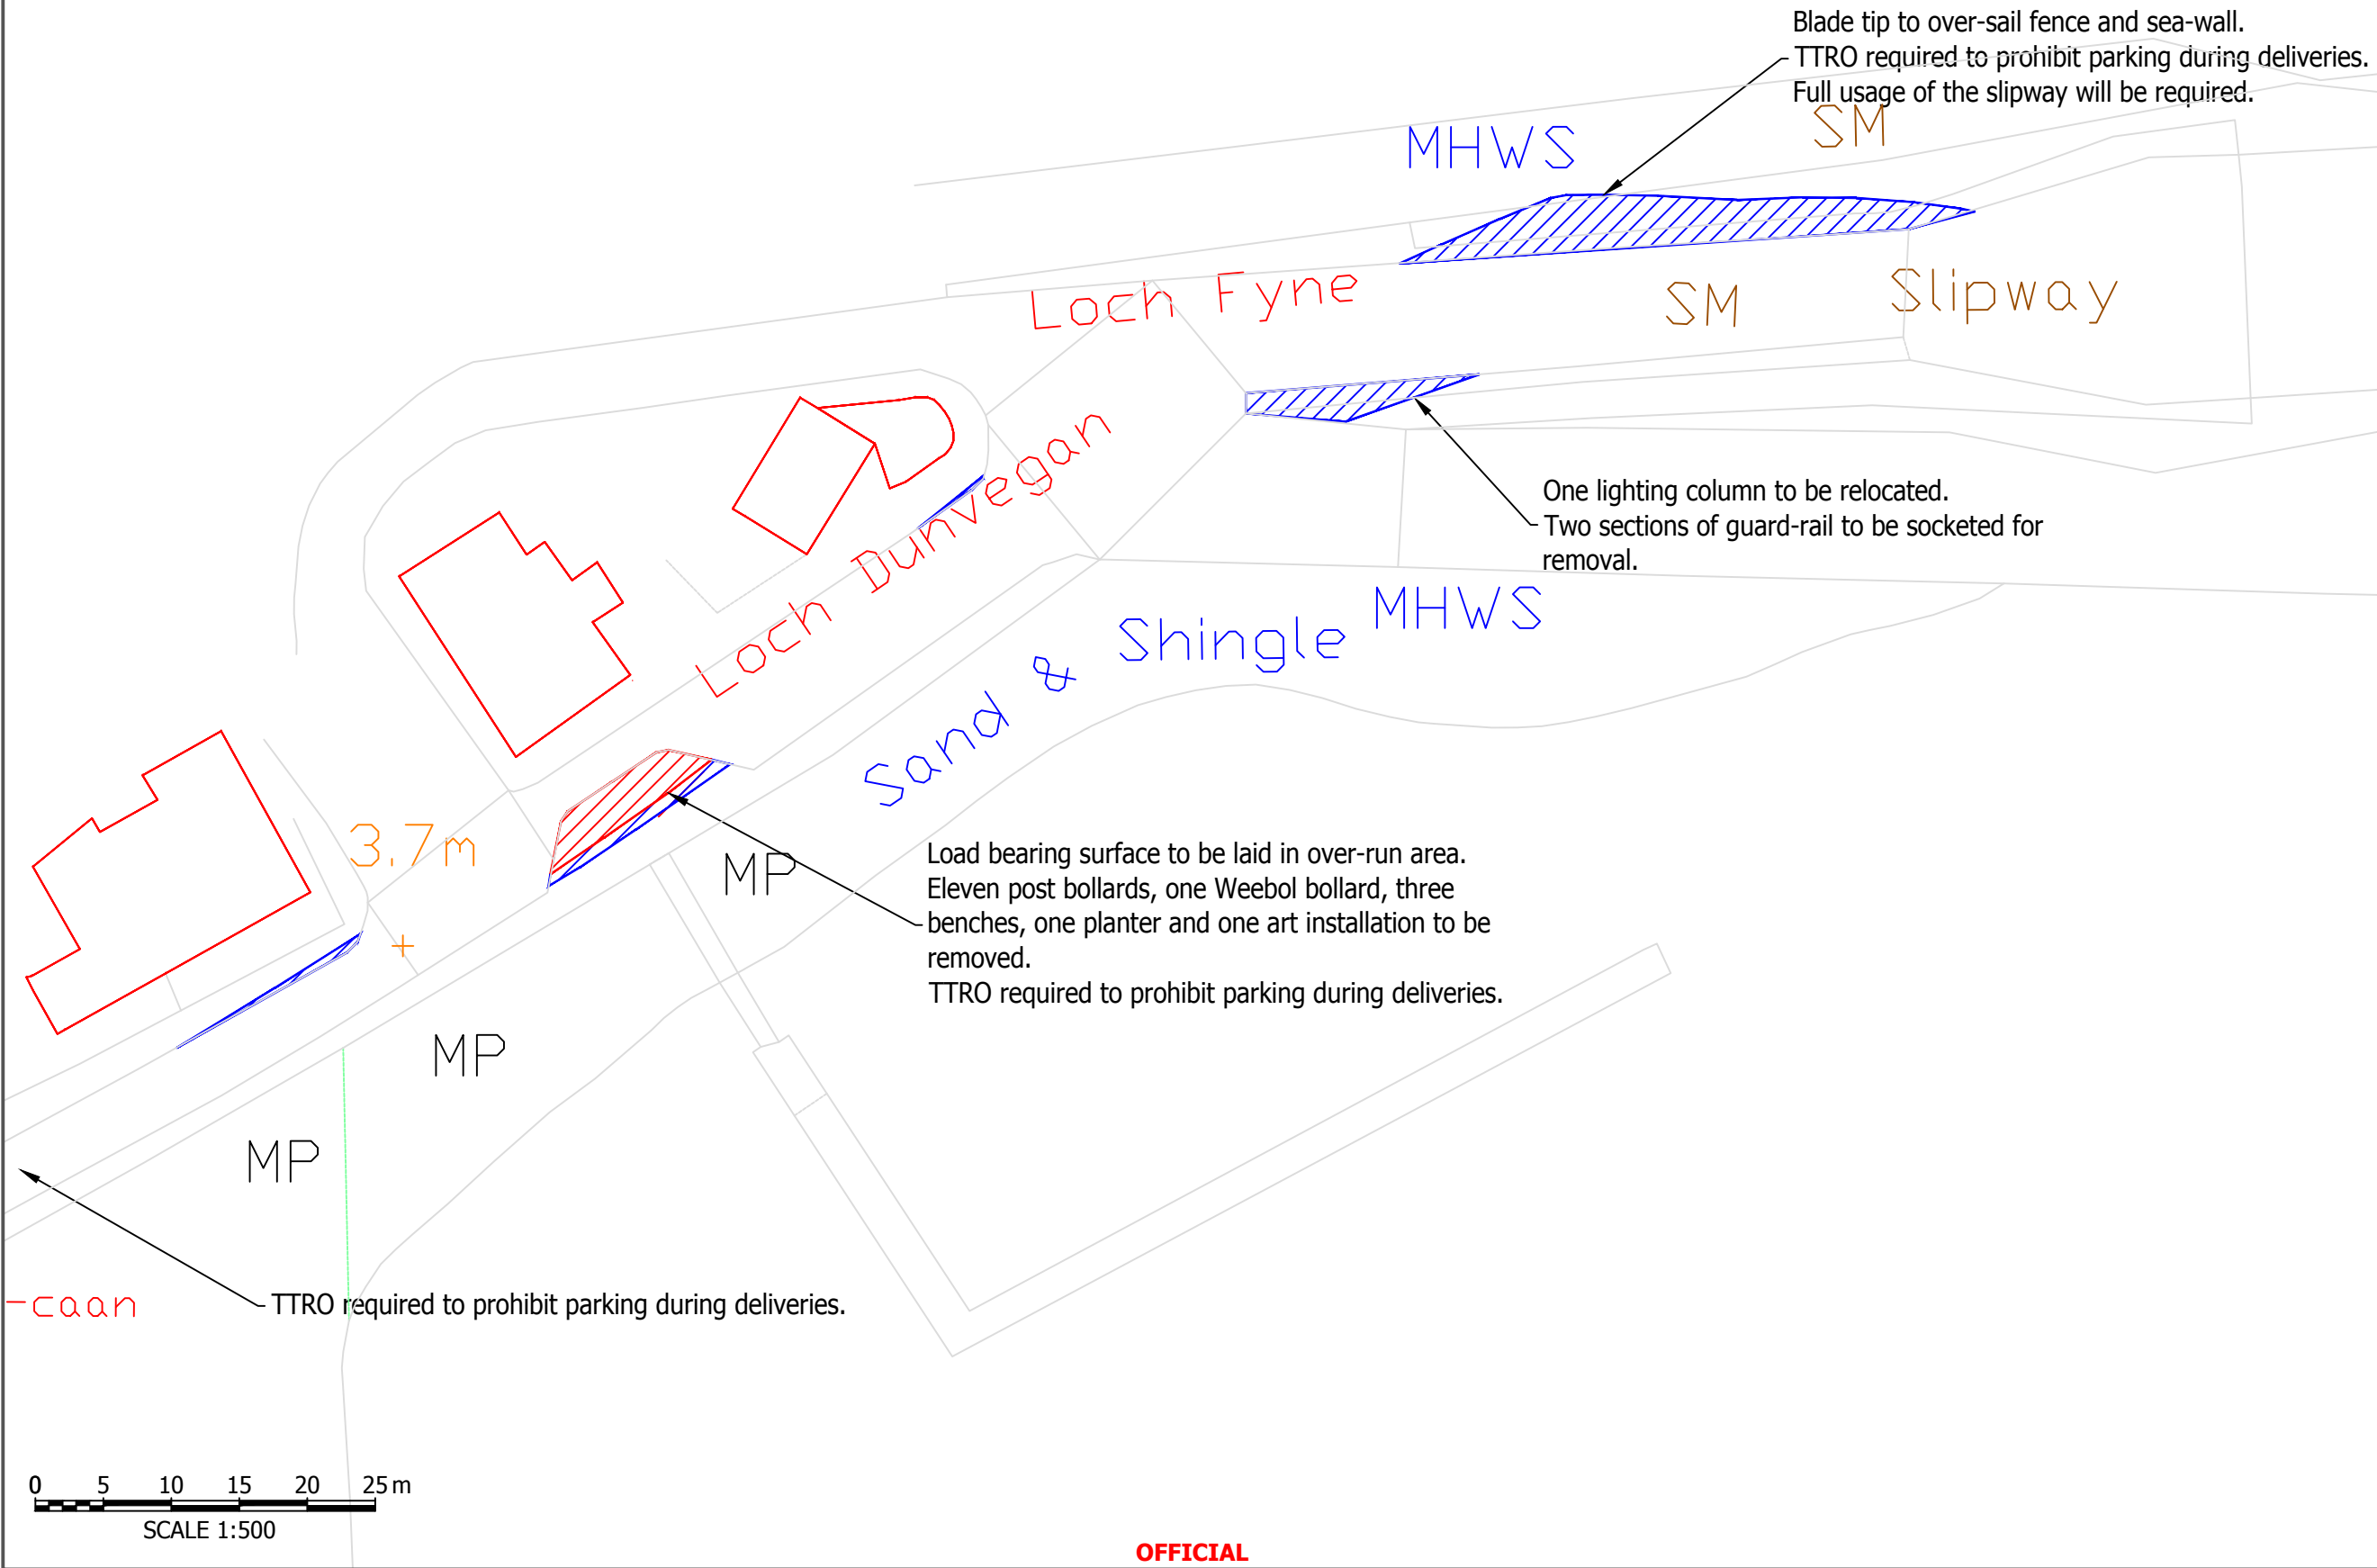 Blade tip to over-sail fence and sea-wall.
TTRO required to prohibit parking during deliveries.
Full usage of the slipway will be required.
MHWS
SM
Loch Fyne
SM
Slipway
Loch Dunvegan
One lighting column to be relocated.
Two sections of guard-rail to be socketed for
removal.
MHWS
Sand & Shingle
3.7m
+
MP
Load bearing surface to be laid in over-run area.
Eleven post bollards, one Weebol bollard, three
benches, one planter and one art installation to be
removed.
TTRO required to prohibit parking during deliveries.
MP
MP
-caan
TTRO required to prohibit parking during deliveries.
0 5 10 15 20 25 m
SCALE 1:500
OFFICIAL